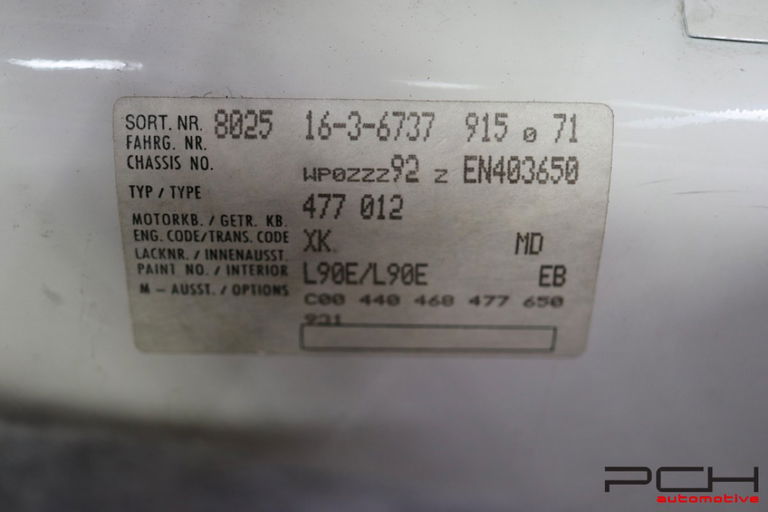 SORT. NR. 8025 16-3-6737 915 0 71
FAHRG. NR.
CHASSIS NO. WP0ZZZ92 Z EN403650
TYP / TYPE 477 012
MOTORKB. / GETR. KB.
ENG. CODE/TRANS. CODE XK MD
LACKNR. / INNENAUSST.
PAINT NO. / INTERIOR L90E/L90E EB
M – AUSST. / OPTIONS C00 440 468 477 650
931
PCH
automotive